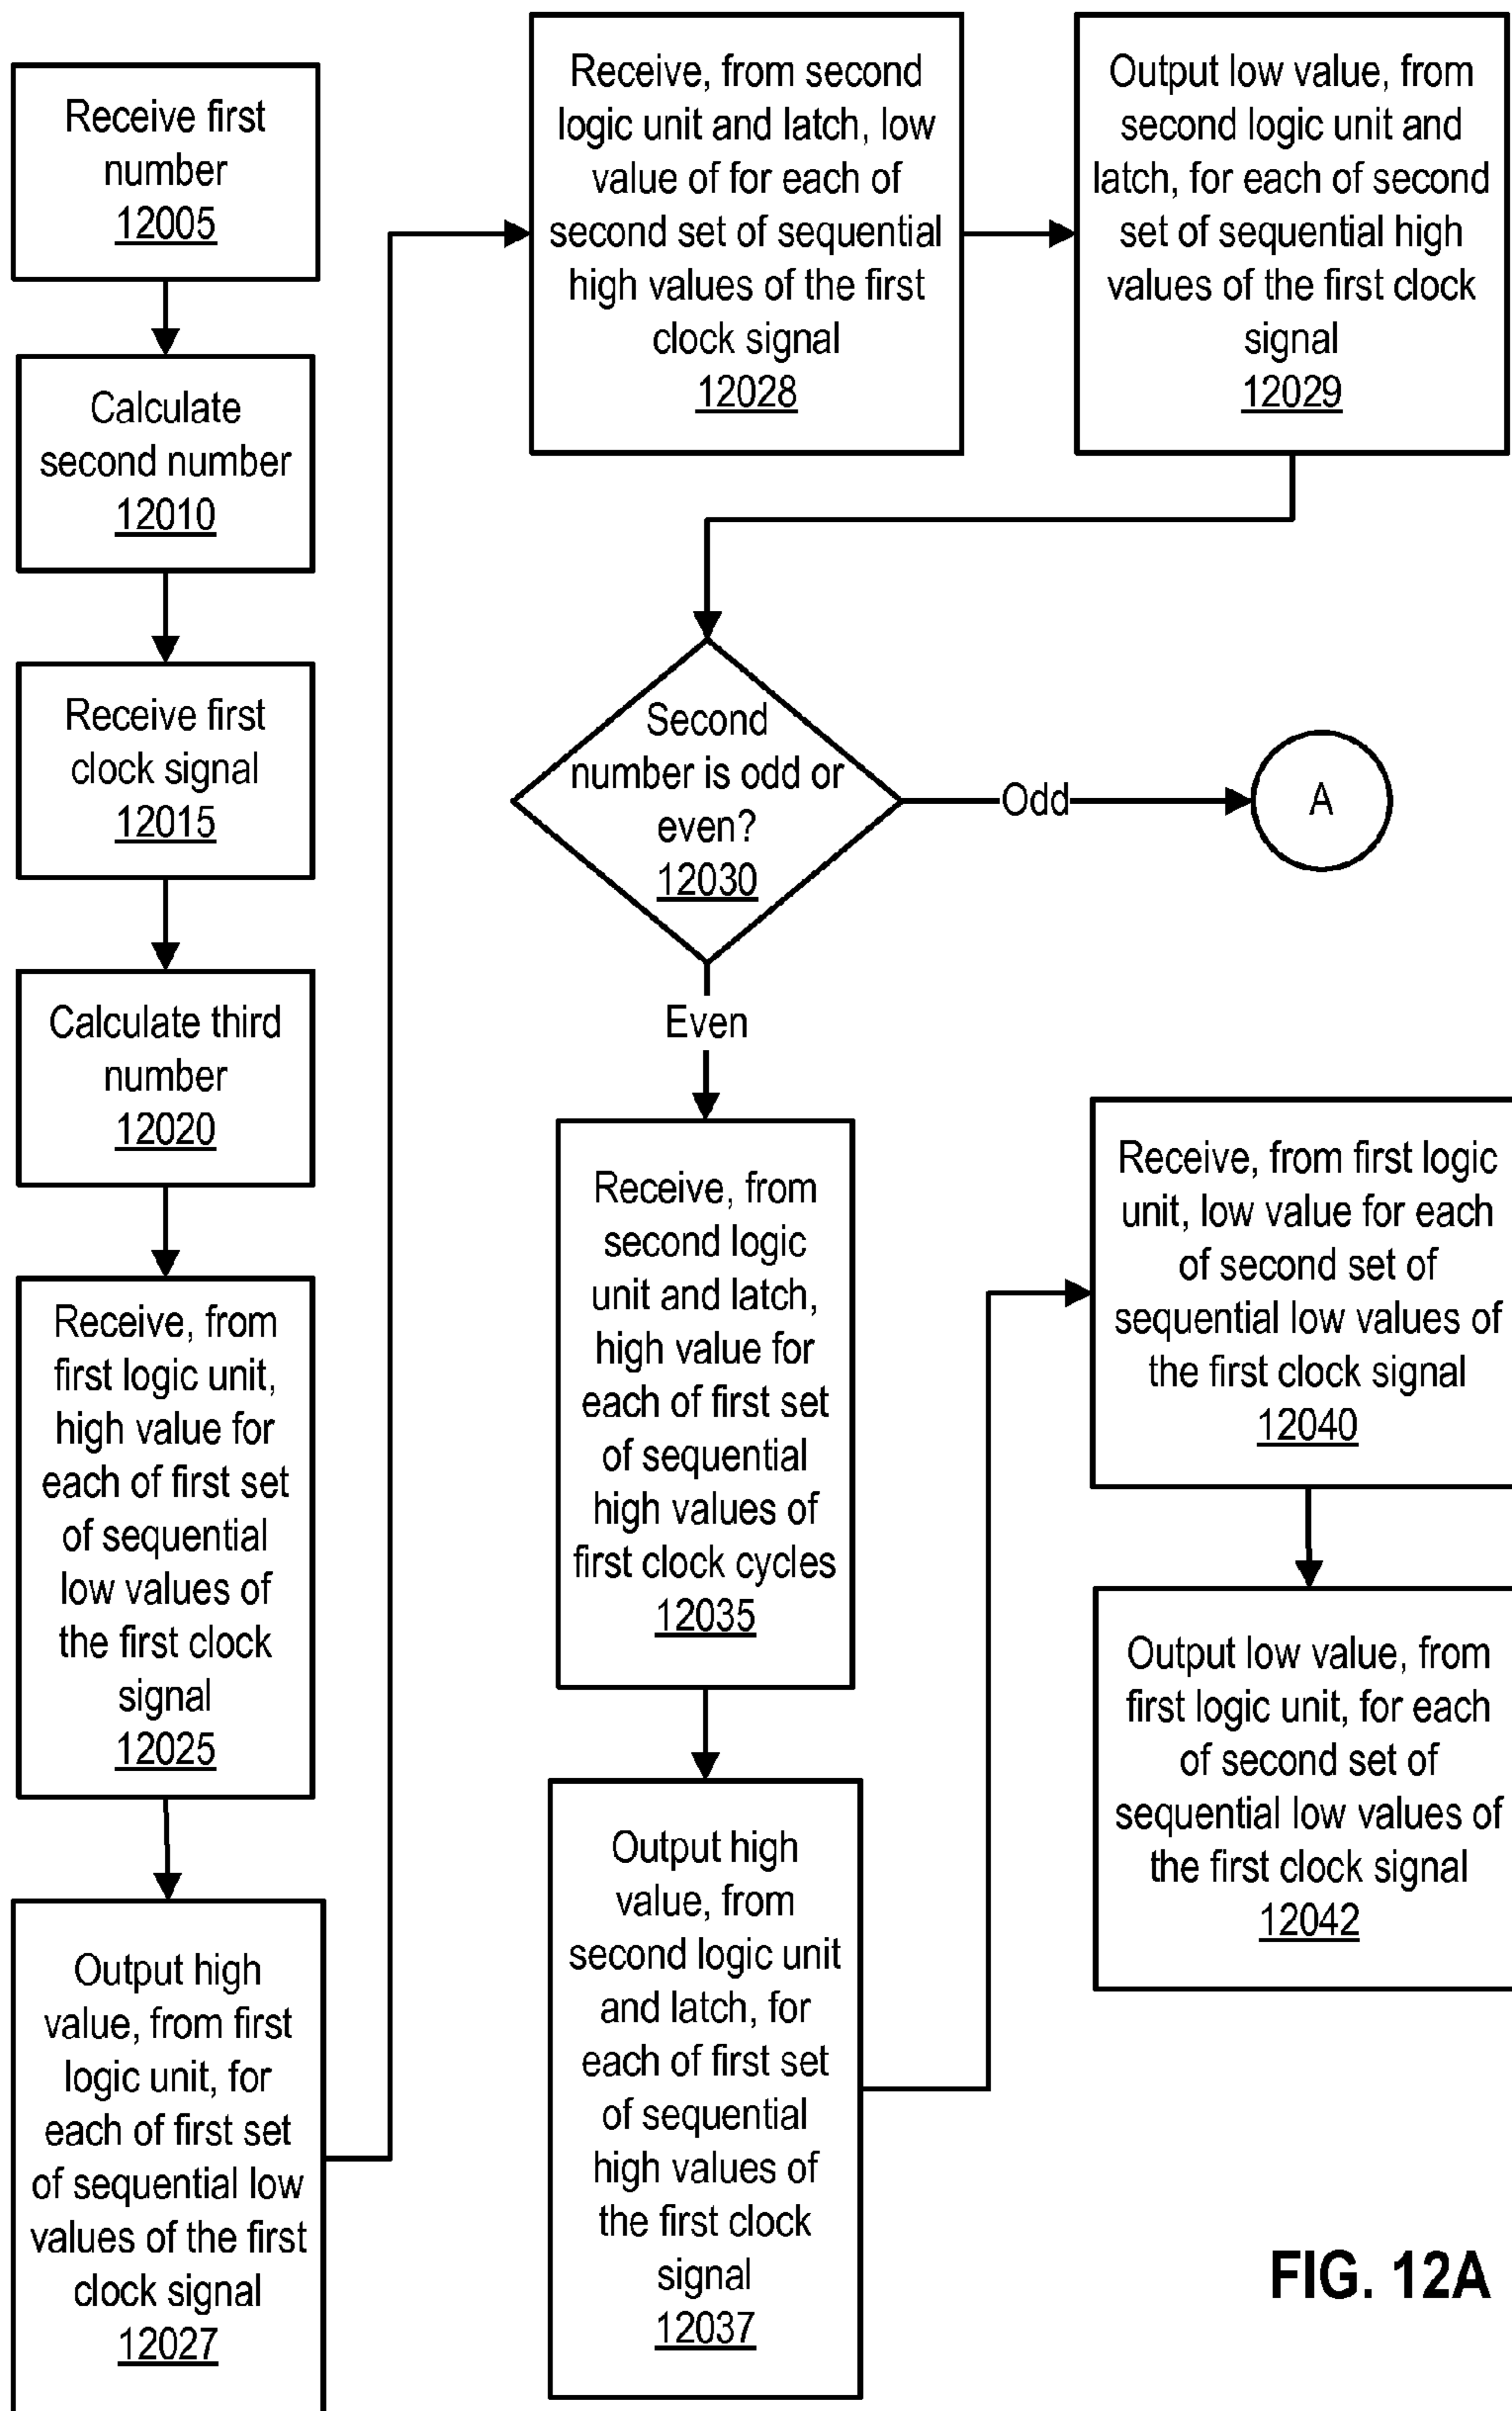 Receive first
number
12005
Calculate
second number
12010
Receive first
clock signal
12015
Calculate third
number
12020
Receive, from
first logic unit,
high value for
each of first set
of sequential
low values of
the first clock
signal
12025
Output high
value, from first
logic unit, for
each of first set
of sequential low
values of the first
clock signal
12027
Receive, from second
logic unit and latch, low
value of for each of
second set of sequential
high values of the first
clock signal
12028
Output low value, from
second logic unit and
latch, for each of second
set of sequential high
values of the first clock
signal
12029
Second
number is odd or
even?
12030
Odd
A
Even
Receive, from
second logic
unit and latch,
high value for
each of first set
of sequential
high values of
first clock cycles
12035
Output high
value, from
second logic unit
and latch, for
each of first set
of sequential
high values of
the first clock
signal
12037
Receive, from first logic
unit, low value for each
of second set of
sequential low values of
the first clock signal
12040
Output low value, from
first logic unit, for each
of second set of
sequential low values of
the first clock signal
12042
FIG. 12A